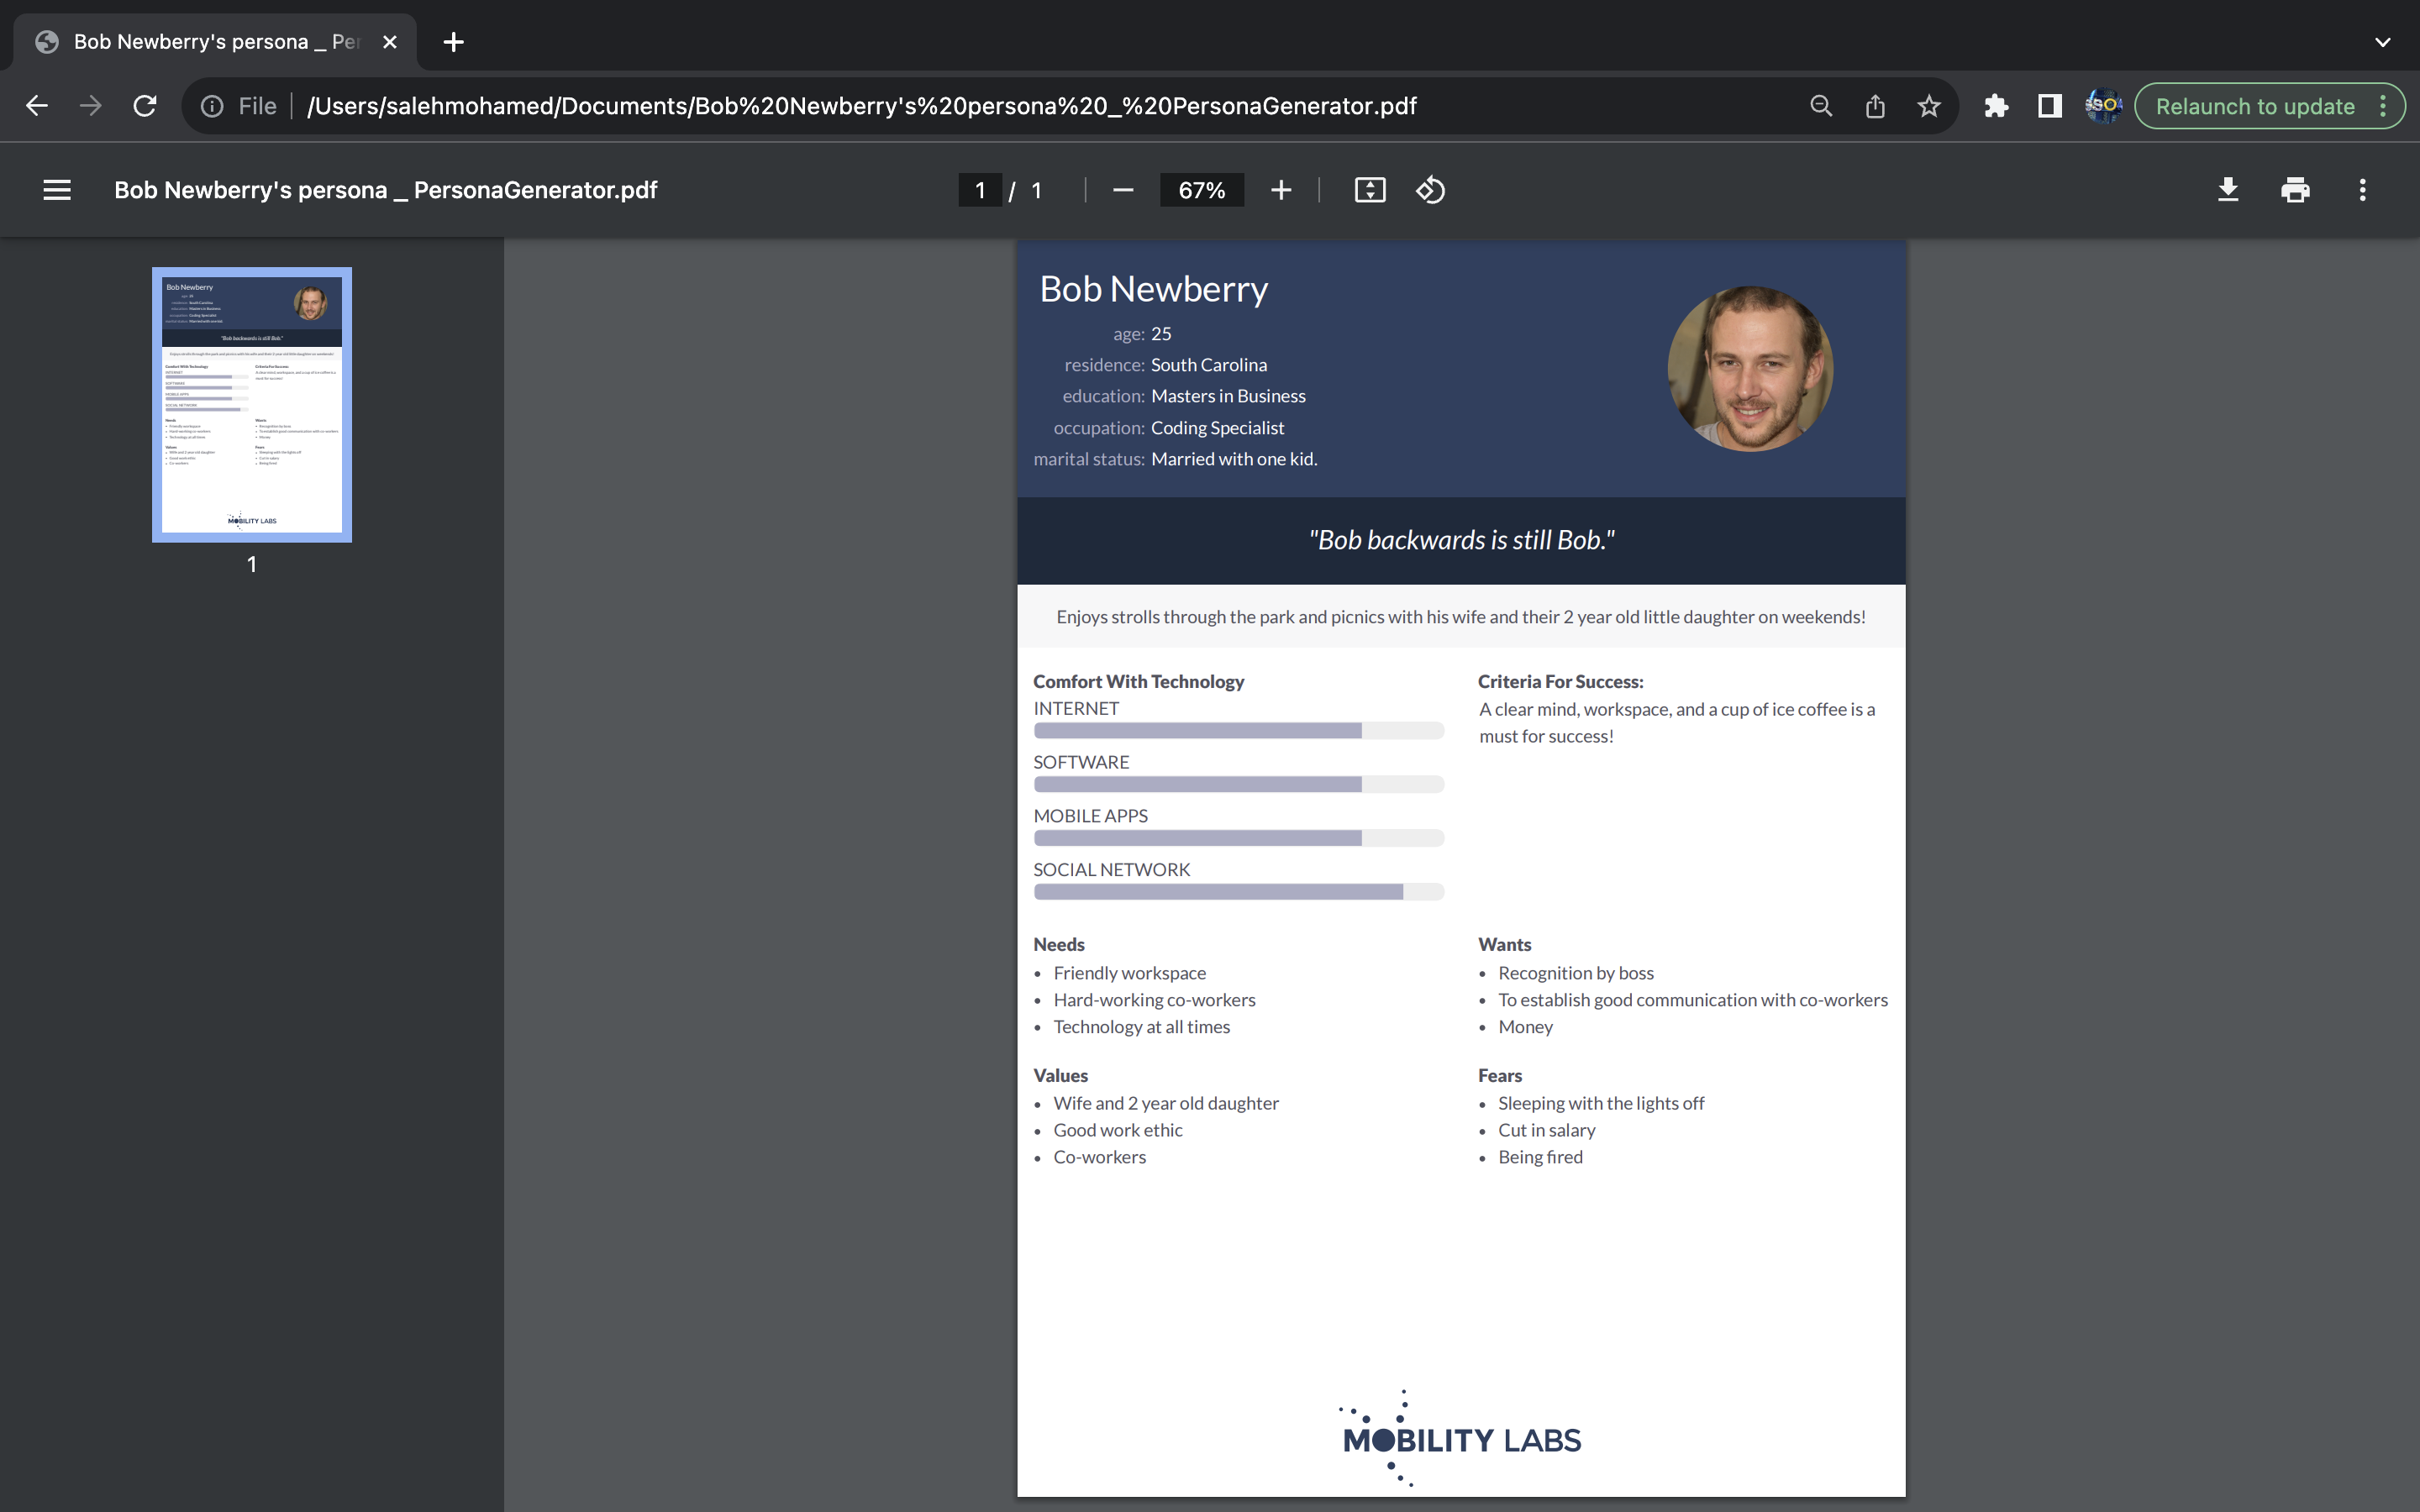 Bob Newberry's persona _ Per
File
/Users/salehmohamed/Documents/Bob%20Newberry's%20persona%20_%20PersonaGenerator.pdf
Relaunch to update
Bob Newberry's persona _ PersonaGenerator.pdf
1 / 1
67%
1
Bob Newberry
age: 25
residence: South Carolina
education: Masters in Business
occupation: Coding Specialist
marital status: Married with one kid.
"Bob backwards is still Bob."
Enjoys strolls through the park and picnics with his wife and their 2 year old little daughter on weekends!
Comfort With Technology
INTERNET
SOFTWARE
MOBILE APPS
SOCIAL NETWORK
Criteria For Success:
A clear mind, workspace, and a cup of ice coffee is a
must for success!
Needs
• Friendly workspace
• Hard-working co-workers
• Technology at all times
Wants
• Recognition by boss
• To establish good communication with co-workers
• Money
Values
• Wife and 2 year old daughter
• Good work ethic
• Co-workers
Fears
• Sleeping with the lights off
• Cut in salary
• Being fired
MOBILITY LABS